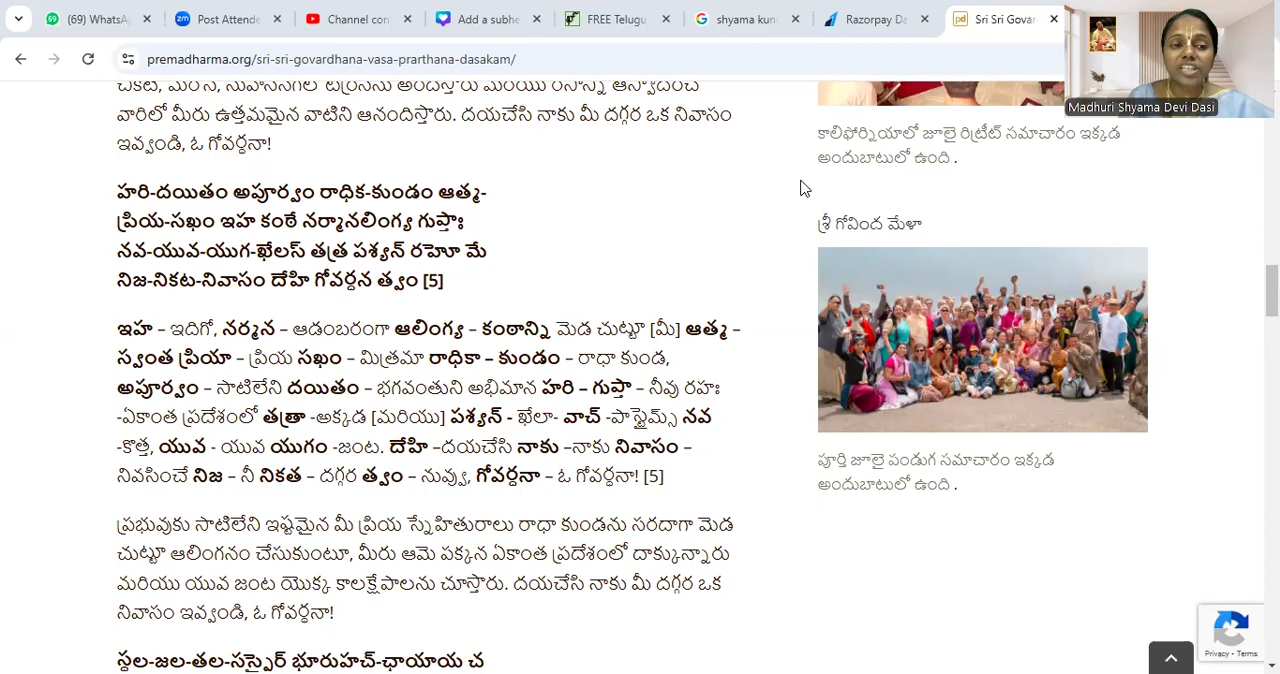 (69) WhatsA
Post Attende
Channel con
Add a subhe
FREE Telugu
shyama kun
Razorpay Da
Sri Sri Govar
premadharma.org/sri-sri-govardhana-vasa-prarthana-dasakam/
Madhuri Shyama Devi Dasi
వారిలో మీరు ఉత్తమమైన వాటిని ఆనందిస్తారు. దయచేసి నాకు మీ దగ్గర ఒక నివాసం
ఇవ్వండి, ఓ గోవర్ధనా!
హరి-దయితం అపూర్వం రాధిక-కుండం ఆత్మ-
ప్రియ-సఖం ఇహ కంఠే నర్మానలింగ్య గుప్తాః
నవ-యువ-యుగ-ఖేలస్ తత్ర పశ్యన్ రహెూ మే
నిజ-నికట-నివాసం దేహి గోవర్ధన త్వం [5]
ఇహ – ఇదిగో, నర్మన – ఆడంబరంగా ఆలింగ్య – కంఠాన్ని మెడ చుట్టూ [మీ] ఆత్మ –
స్వంత ప్రియా – ప్రియ సఖం – మిత్రమా రాధికా – కుండం – రాధా కుండ,
అపూర్వం – సాటిలేని దయితం – భగవంతుని అభిమాన హరి – గుప్తా – నీవు రహః
-ఏకాంత ప్రదేశంలో తత్రా -అక్కడ [మరియు] పశ్యన్ - ఖేలా- వాచ్ -పాస్టైమ్స్ నవ
-కొత్త, యువ - యువ యుగం -జంట. దేహి –దయచేసి నాకు –నాకు నివాసం –
నివసించే నిజ – నీ నికత – దగ్గర త్వం – నువ్వు, గోవర్ధనా – ఓ గోవర్ధనా! [5]
ప్రభువుకు సాటిలేని ఇష్టమైన మీ ప్రియ స్నేహితురాలు రాధా కుండను సరదాగా మెడ
చుట్టూ ఆలింగనం చేసుకుంటూ, మీరు ఆమె పక్కన ఏకాంత ప్రదేశంలో దాక్కున్నారు
మరియు యువ జంట యొక్క కాలక్షేపాలను చూస్తారు. దయచేసి నాకు మీ దగ్గర ఒక
నివాసం ఇవ్వండి, ఓ గోవర్ధనా!
స్థల-జల-తల-సస్పైర్ భూరుహచ్-ఛాయాయ చ
కాలిఫోర్నియాలో జూలై రిట్రీట్ సమాచారం ఇక్కడ
అందుబాటులో ఉంది .
శ్రీ గోవింద మేళా
పూర్తి జూలై పండుగ సమాచారం ఇక్కడ
అందుబాటులో ఉంది .
Privacy - Terms